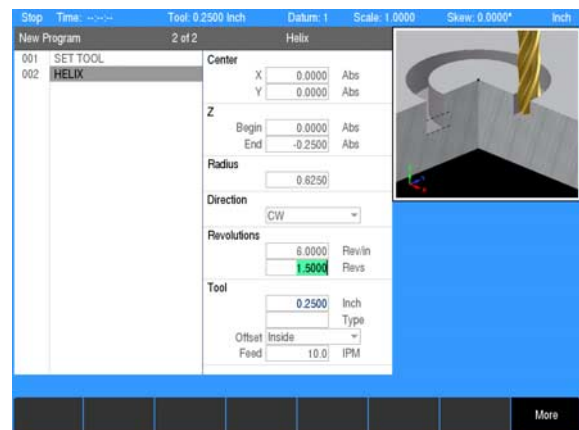 Stop Time: --:--:-- Tool: 0.2500 Inch Datum: 1 Scale: 1.0000 Skew: 0.0000° Inch
New Program 2 of 2 Helix
001 SET TOOL
002 HELIX
Center
X 0.0000 Abs
Y 0.0000 Abs
Z
Begin 0.0000 Abs
End -0.2500 Abs
Radius
0.6250
Direction
CW
Revolutions
6.0000 Rev/in
1.5000 Revs
Tool
0.2500 Inch
Type
Offset Inside
Feed 10.0 IPM
More